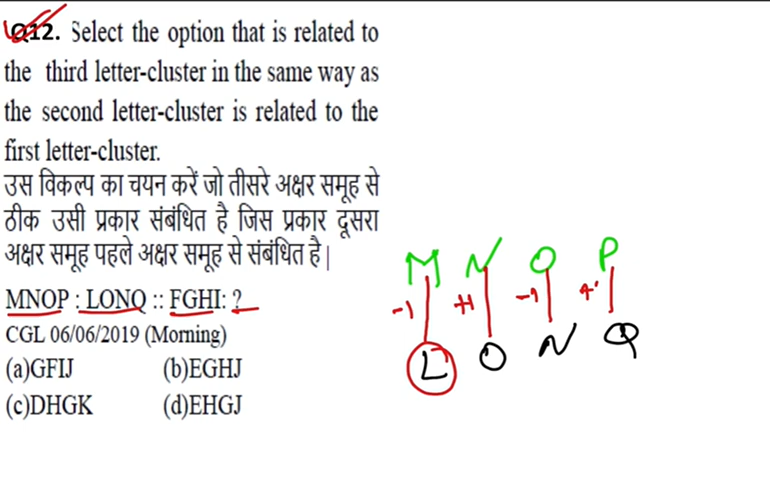 Q12. Select the option that is related to
the third letter-cluster in the same way as
the second letter-cluster is related to the
first letter-cluster.
उस विकल्प का चयन करें जो तीसरे अक्षर समूह से
ठीक उसी प्रकार संबंधित है जिस प्रकार दूसरा
अक्षर समूह पहले अक्षर समूह से संबंधित है|
MNOP : LONQ :: FGHI: ?
CGL 06/06/2019 (Morning)
(a)GFIJ (b)EGHJ
(c)DHGK (d)EHGJ
M N O P
-1 +1 -1 +1
L O N Q